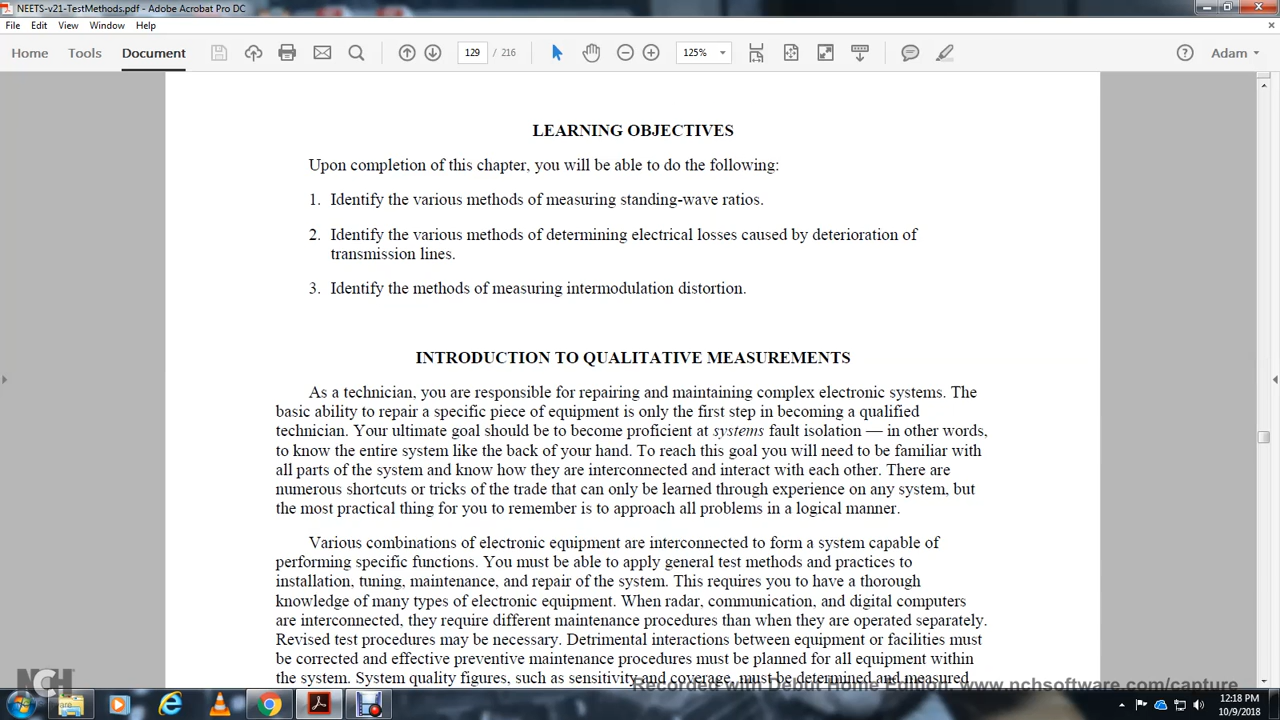 NEETS-v21-TestMethods.pdf - Adobe Acrobat Pro DC
File Edit View Window Help
Home Tools Document 129 / 216 125% Adam
LEARNING OBJECTIVES
Upon completion of this chapter, you will be able to do the following:
1. Identify the various methods of measuring standing-wave ratios.
2. Identify the various methods of determining electrical losses caused by deterioration of
transmission lines.
3. Identify the methods of measuring intermodulation distortion.
INTRODUCTION TO QUALITATIVE MEASUREMENTS
As a technician, you are responsible for repairing and maintaining complex electronic systems. The
basic ability to repair a specific piece of equipment is only the first step in becoming a qualified
technician. Your ultimate goal should be to become proficient at systems fault isolation — in other words,
to know the entire system like the back of your hand. To reach this goal you will need to be familiar with
all parts of the system and know how they are interconnected and interact with each other. There are
numerous shortcuts or tricks of the trade that can only be learned through experience on any system, but
the most practical thing for you to remember is to approach all problems in a logical manner.
Various combinations of electronic equipment are interconnected to form a system capable of
performing specific functions. You must be able to apply general test methods and practices to
installation, tuning, maintenance, and repair of the system. This requires you to have a thorough
knowledge of many types of electronic equipment. When radar, communication, and digital computers
are interconnected, they require different maintenance procedures than when they are operated separately.
Revised test procedures may be necessary. Detrimental interactions between equipment or facilities must
be corrected and effective preventive maintenance procedures must be planned for all equipment within
the system. System quality figures, such as sensitivity and coverage, must be determined and measured
Recorded with Debut Home Edition. www.nchsoftware.com/capture
NCH
12:18 PM
10/9/2018